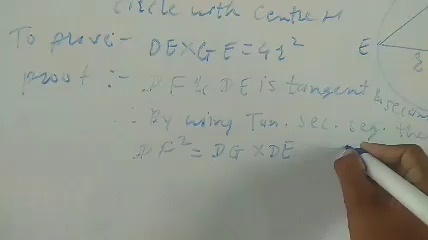 circle with centre H
To prove- DE×GE=4r²
E
r
proof :- DF & DE is tangent & secant
∴ By using Tan. sec. seg. the
DF² = DG × DE